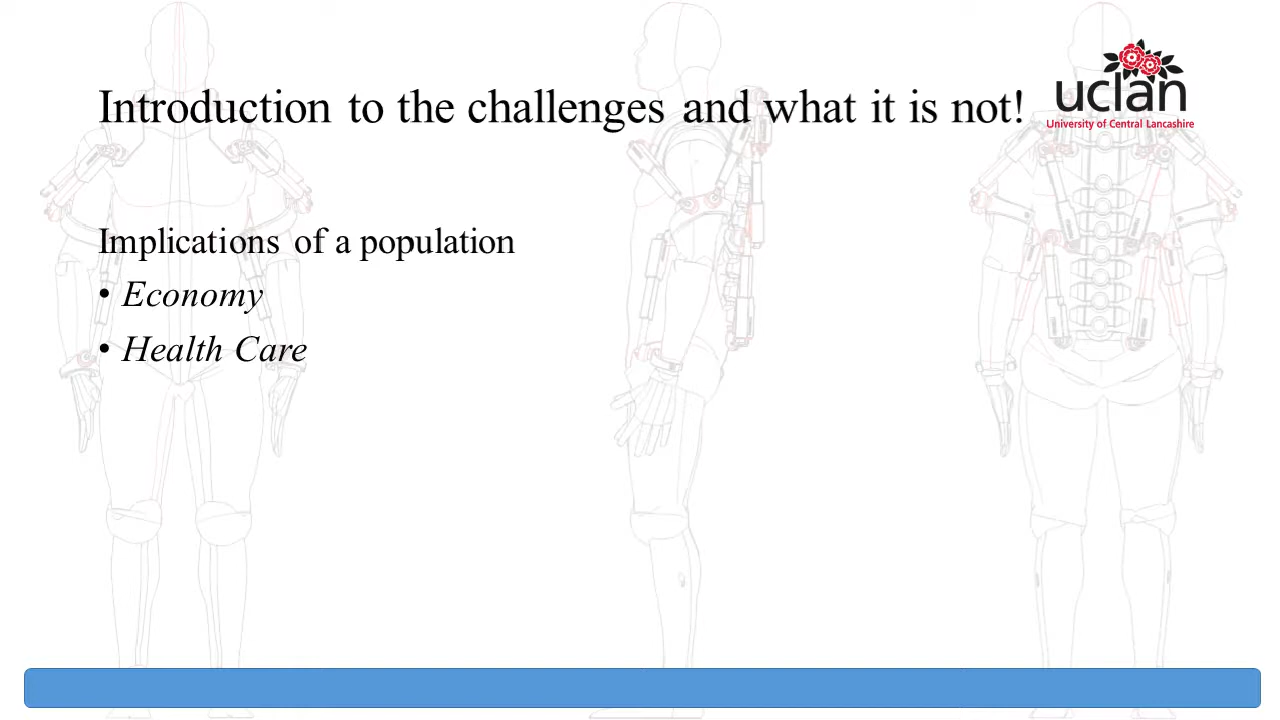 Introduction to the challenges and what it is not!
uclan
University of Central Lancashire
Implications of a population
• Economy
• Health Care